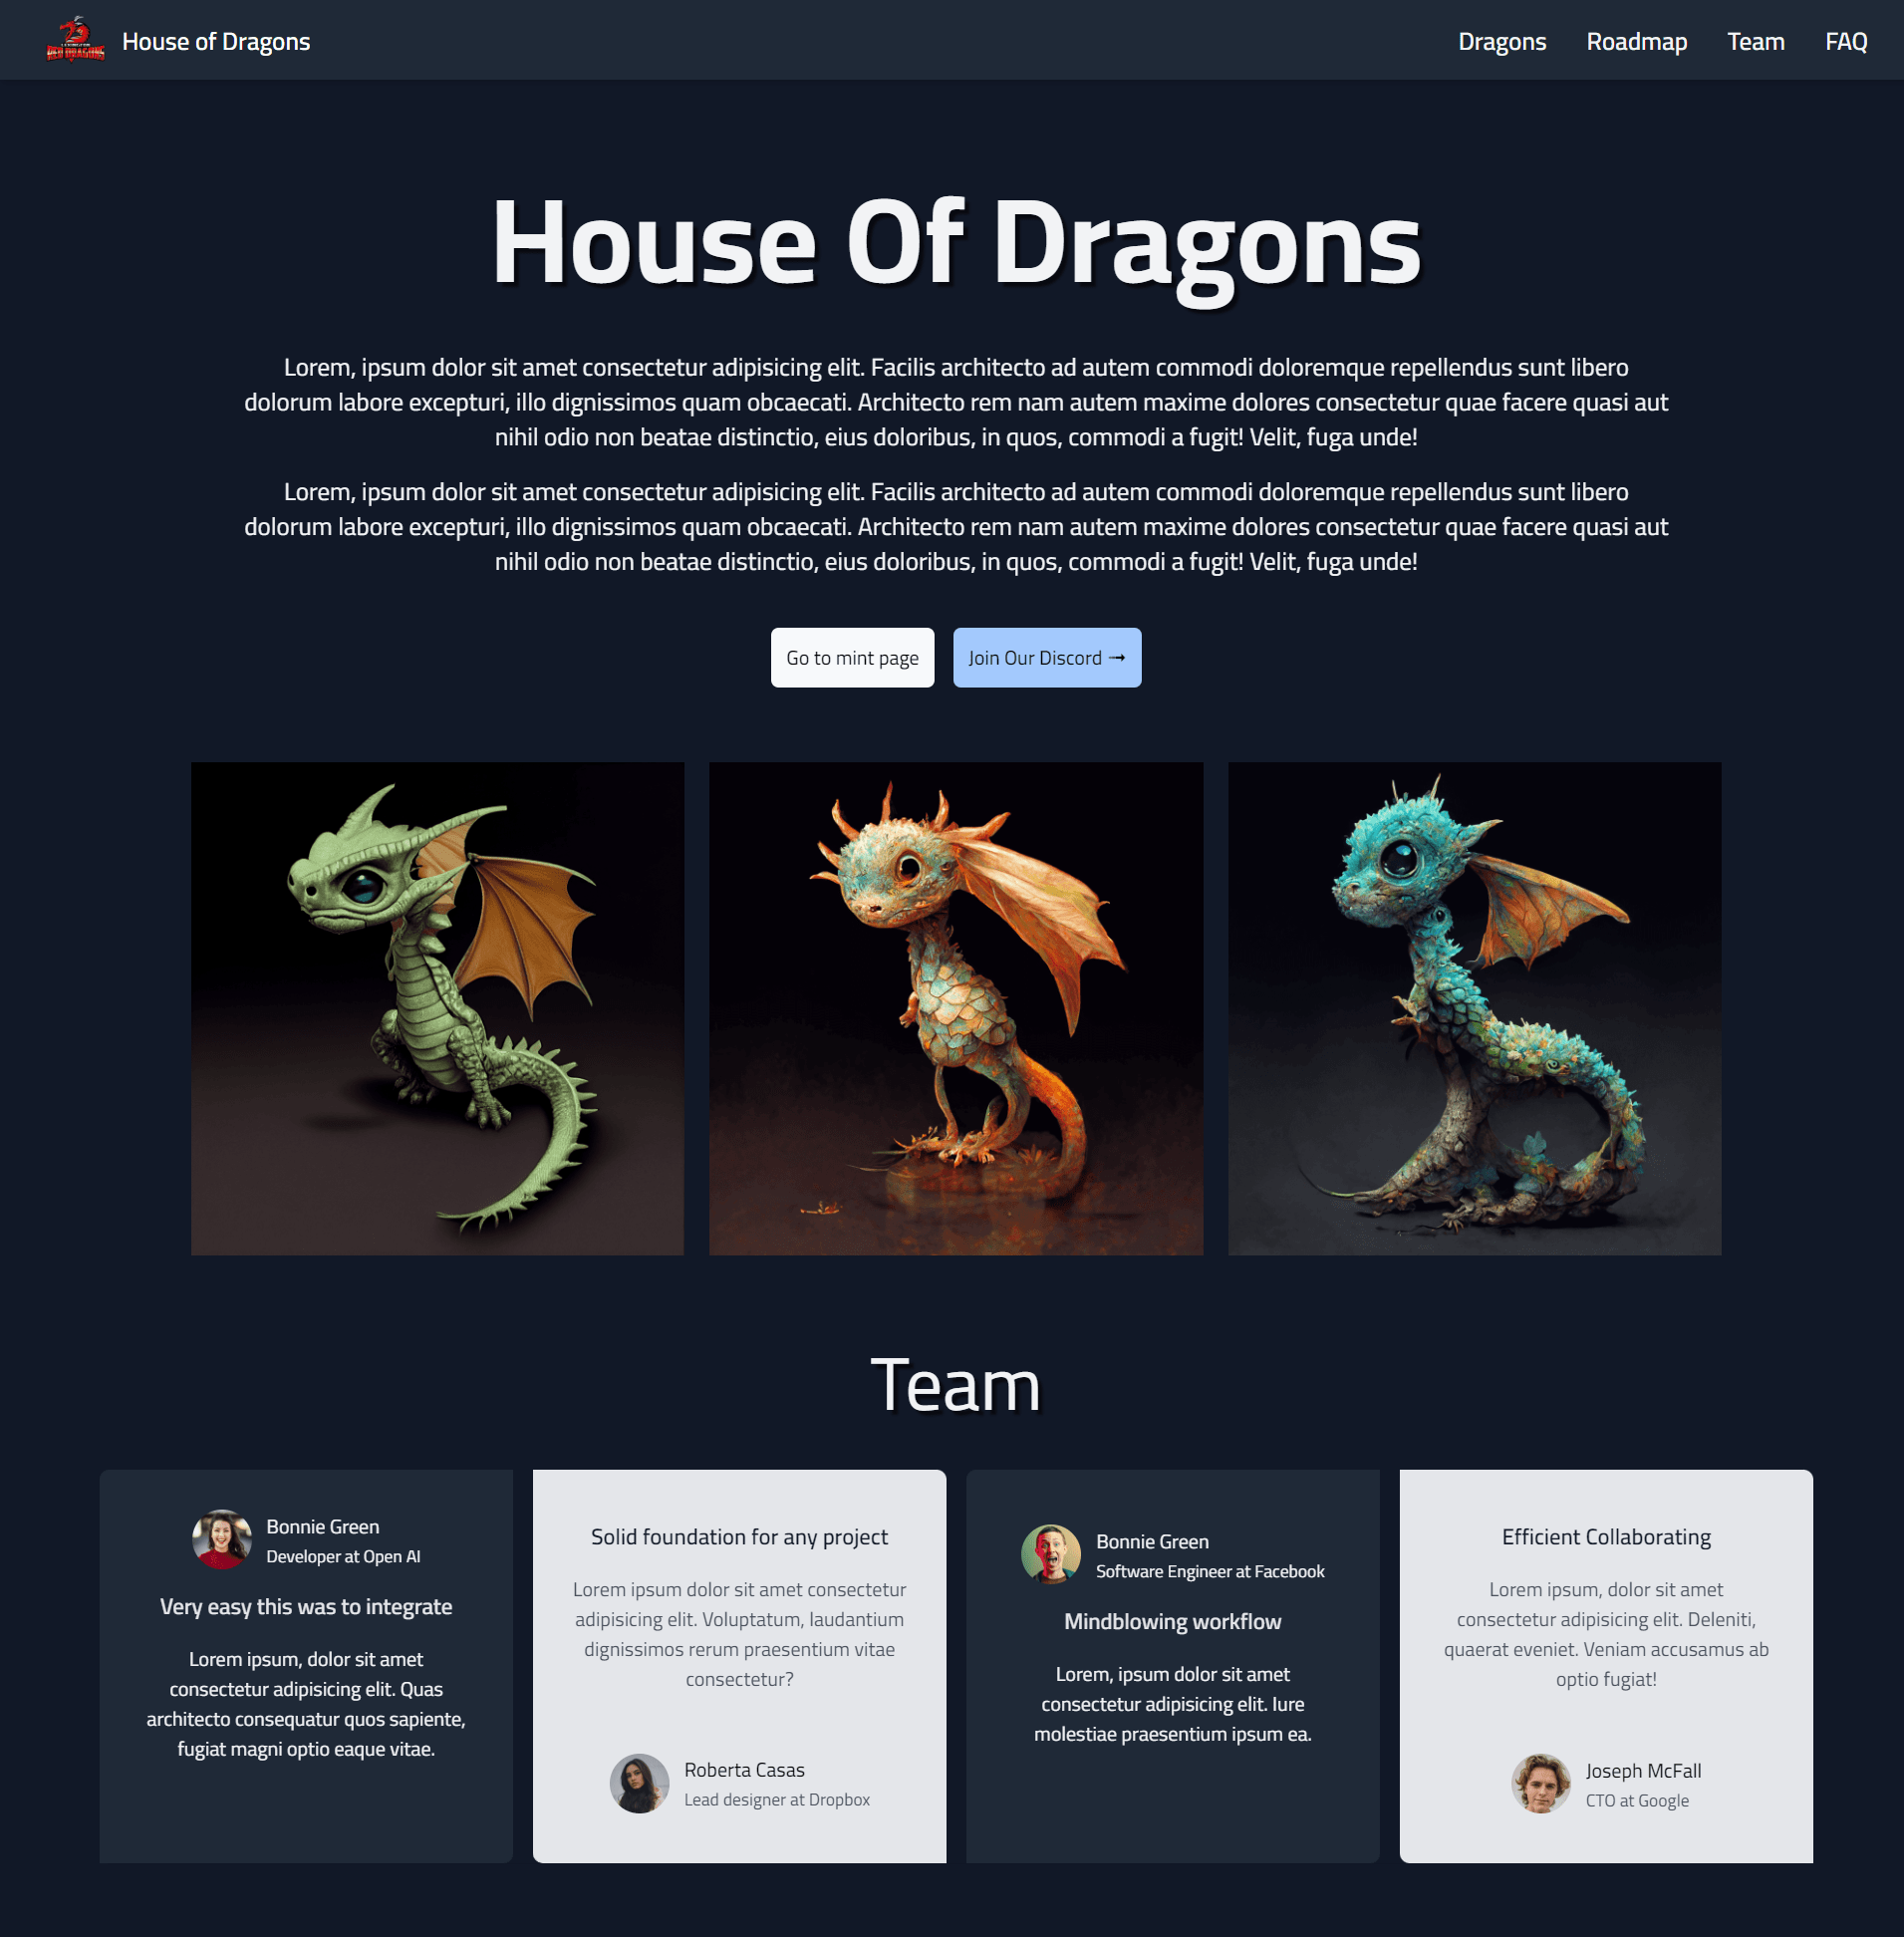 RED DRAGONS
House of Dragons
Dragons Roadmap Team FAQ
House Of Dragons
Lorem, ipsum dolor sit amet consectetur adipisicing elit. Facilis architecto ad autem commodi doloremque repellendus sunt libero
dolorum labore excepturi, illo dignissimos quam obcaecati. Architecto rem nam autem maxime dolores consectetur quae facere quasi aut
nihil odio non beatae distinctio, eius doloribus, in quos, commodi a fugit! Velit, fuga unde!
Lorem, ipsum dolor sit amet consectetur adipisicing elit. Facilis architecto ad autem commodi doloremque repellendus sunt libero
dolorum labore excepturi, illo dignissimos quam obcaecati. Architecto rem nam autem maxime dolores consectetur quae facere quasi aut
nihil odio non beatae distinctio, eius doloribus, in quos, commodi a fugit! Velit, fuga unde!
Go to mint page
Join Our Discord →
Team
Bonnie Green
Developer at Open AI
Very easy this was to integrate
Lorem ipsum, dolor sit amet
consectetur adipisicing elit. Quas
architecto consequatur quos sapiente,
fugiat magni optio eaque vitae.
Solid foundation for any project
Lorem ipsum dolor sit amet consectetur
adipisicing elit. Voluptatum, laudantium
dignissimos rerum praesentium vitae
consectetur?
Roberta Casas
Lead designer at Dropbox
Bonnie Green
Software Engineer at Facebook
Mindblowing workflow
Lorem, ipsum dolor sit amet
consectetur adipisicing elit. Iure
molestiae praesentium ipsum ea.
Efficient Collaborating
Lorem ipsum, dolor sit amet
consectetur adipisicing elit. Deleniti,
quaerat eveniet. Veniam accusamus ab
optio fugiat!
Joseph McFall
CTO at Google